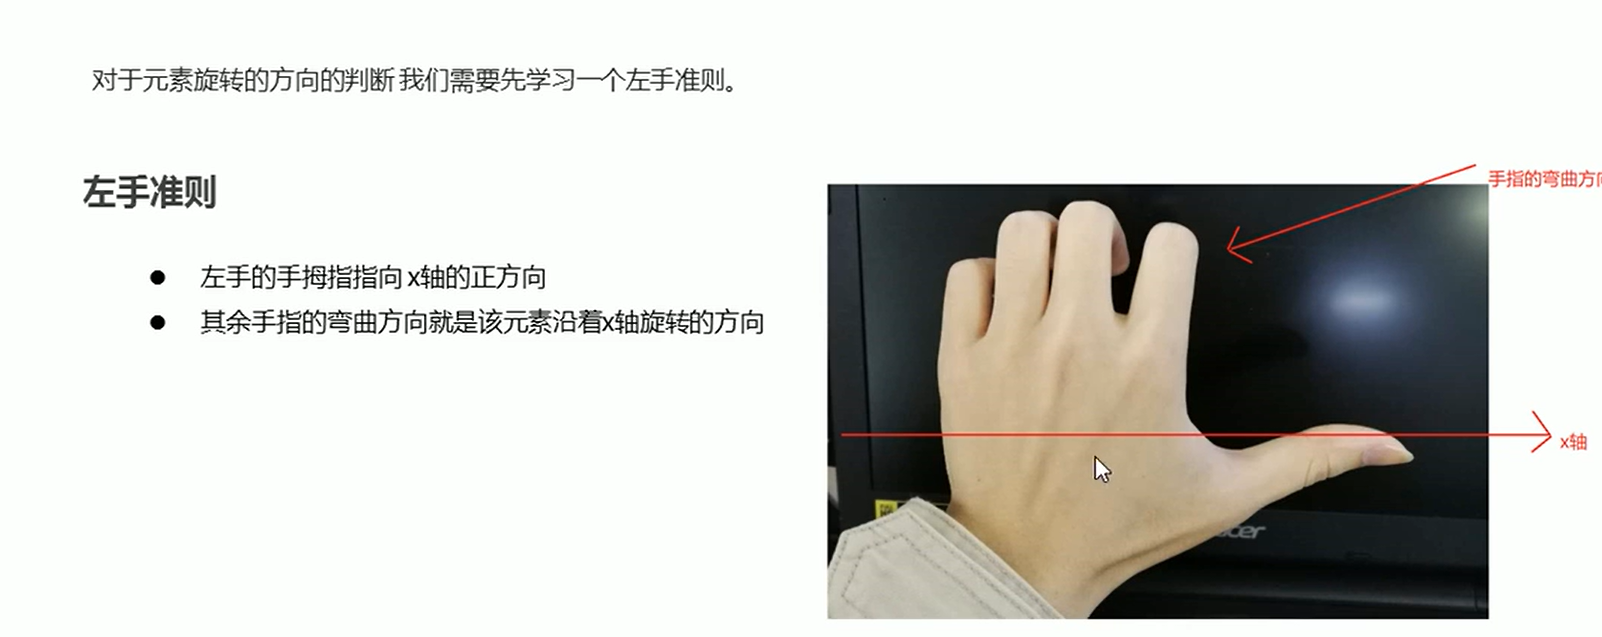 对于元素旋转的方向的判断 我们需要先学习一个左手准则。
左手准则
● 左手的手拇指指向 x轴的正方向
● 其余手指的弯曲方向就是该元素沿着x轴旋转的方向
手指的弯曲方
x轴
cer